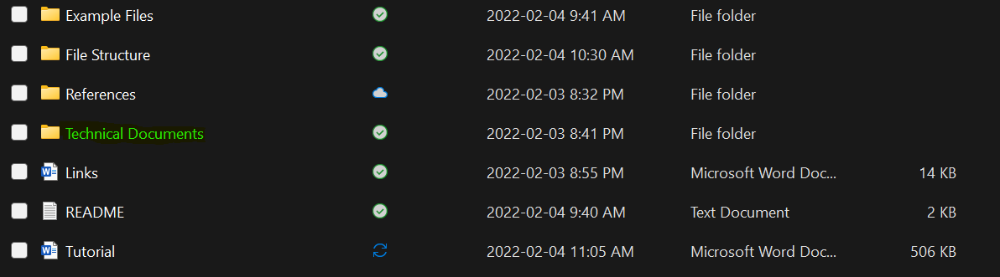 Example Files 2022-02-04 9:41 AM File folder
File Structure 2022-02-04 10:30 AM File folder
References 2022-02-03 8:32 PM File folder
Technical Documents 2022-02-03 8:41 PM File folder
Links 2022-02-03 8:55 PM Microsoft Word Doc... 14 KB
README 2022-02-04 9:40 AM Text Document 2 KB
Tutorial 2022-02-04 11:05 AM Microsoft Word Doc... 506 KB